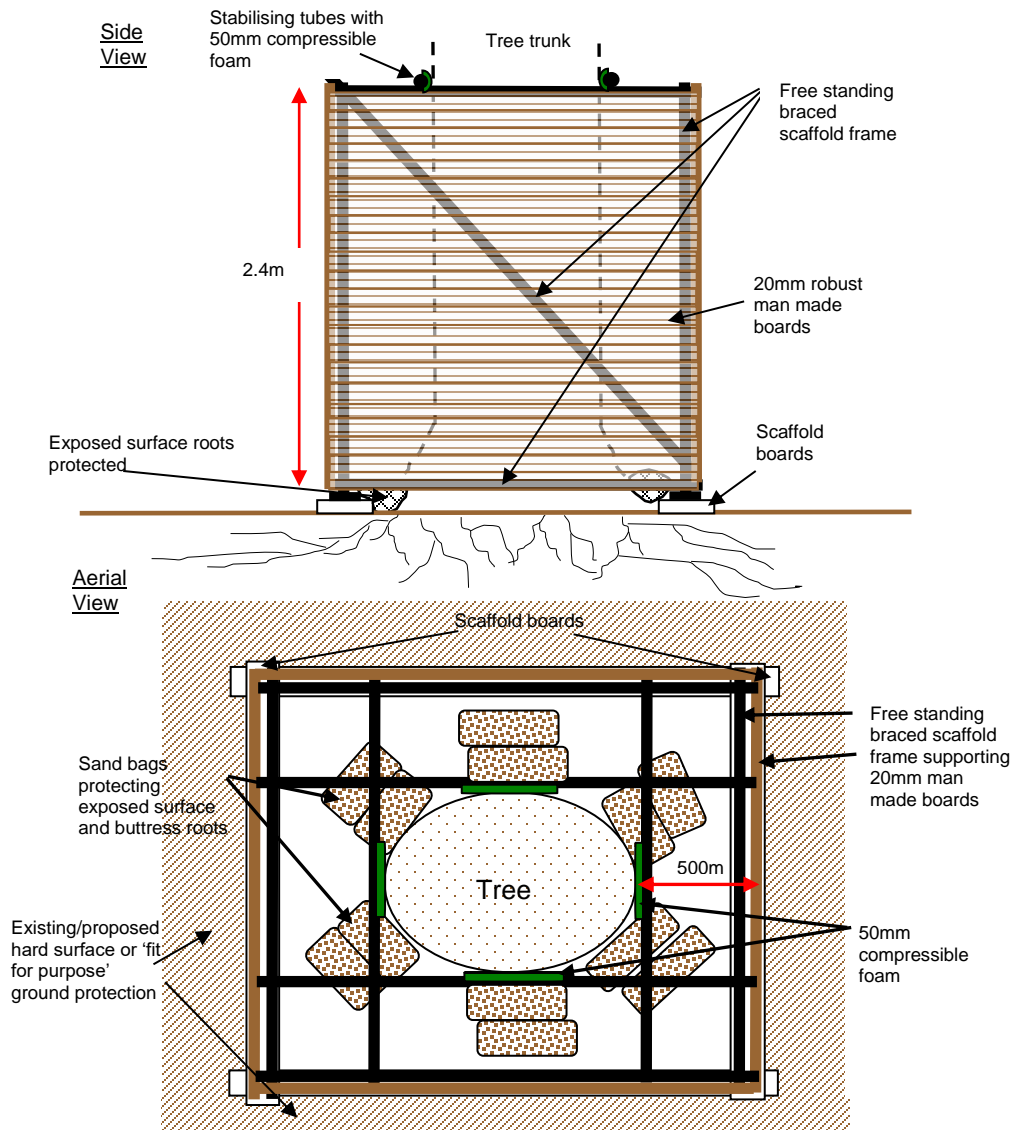 Side
View
Stabilising tubes with
50mm compressible
foam
Tree trunk
Free standing
braced
scaffold frame
2.4m
20mm robust
man made
boards
Exposed surface roots
protected
Scaffold
boards
Aerial
View
Scaffold boards
Free standing
braced scaffold
frame supporting
20mm man
made boards
Sand bags
protecting
exposed surface
and buttress roots
500m
Tree
Existing/proposed
hard surface or ‘fit
for purpose’
ground protection
50mm
compressible
foam